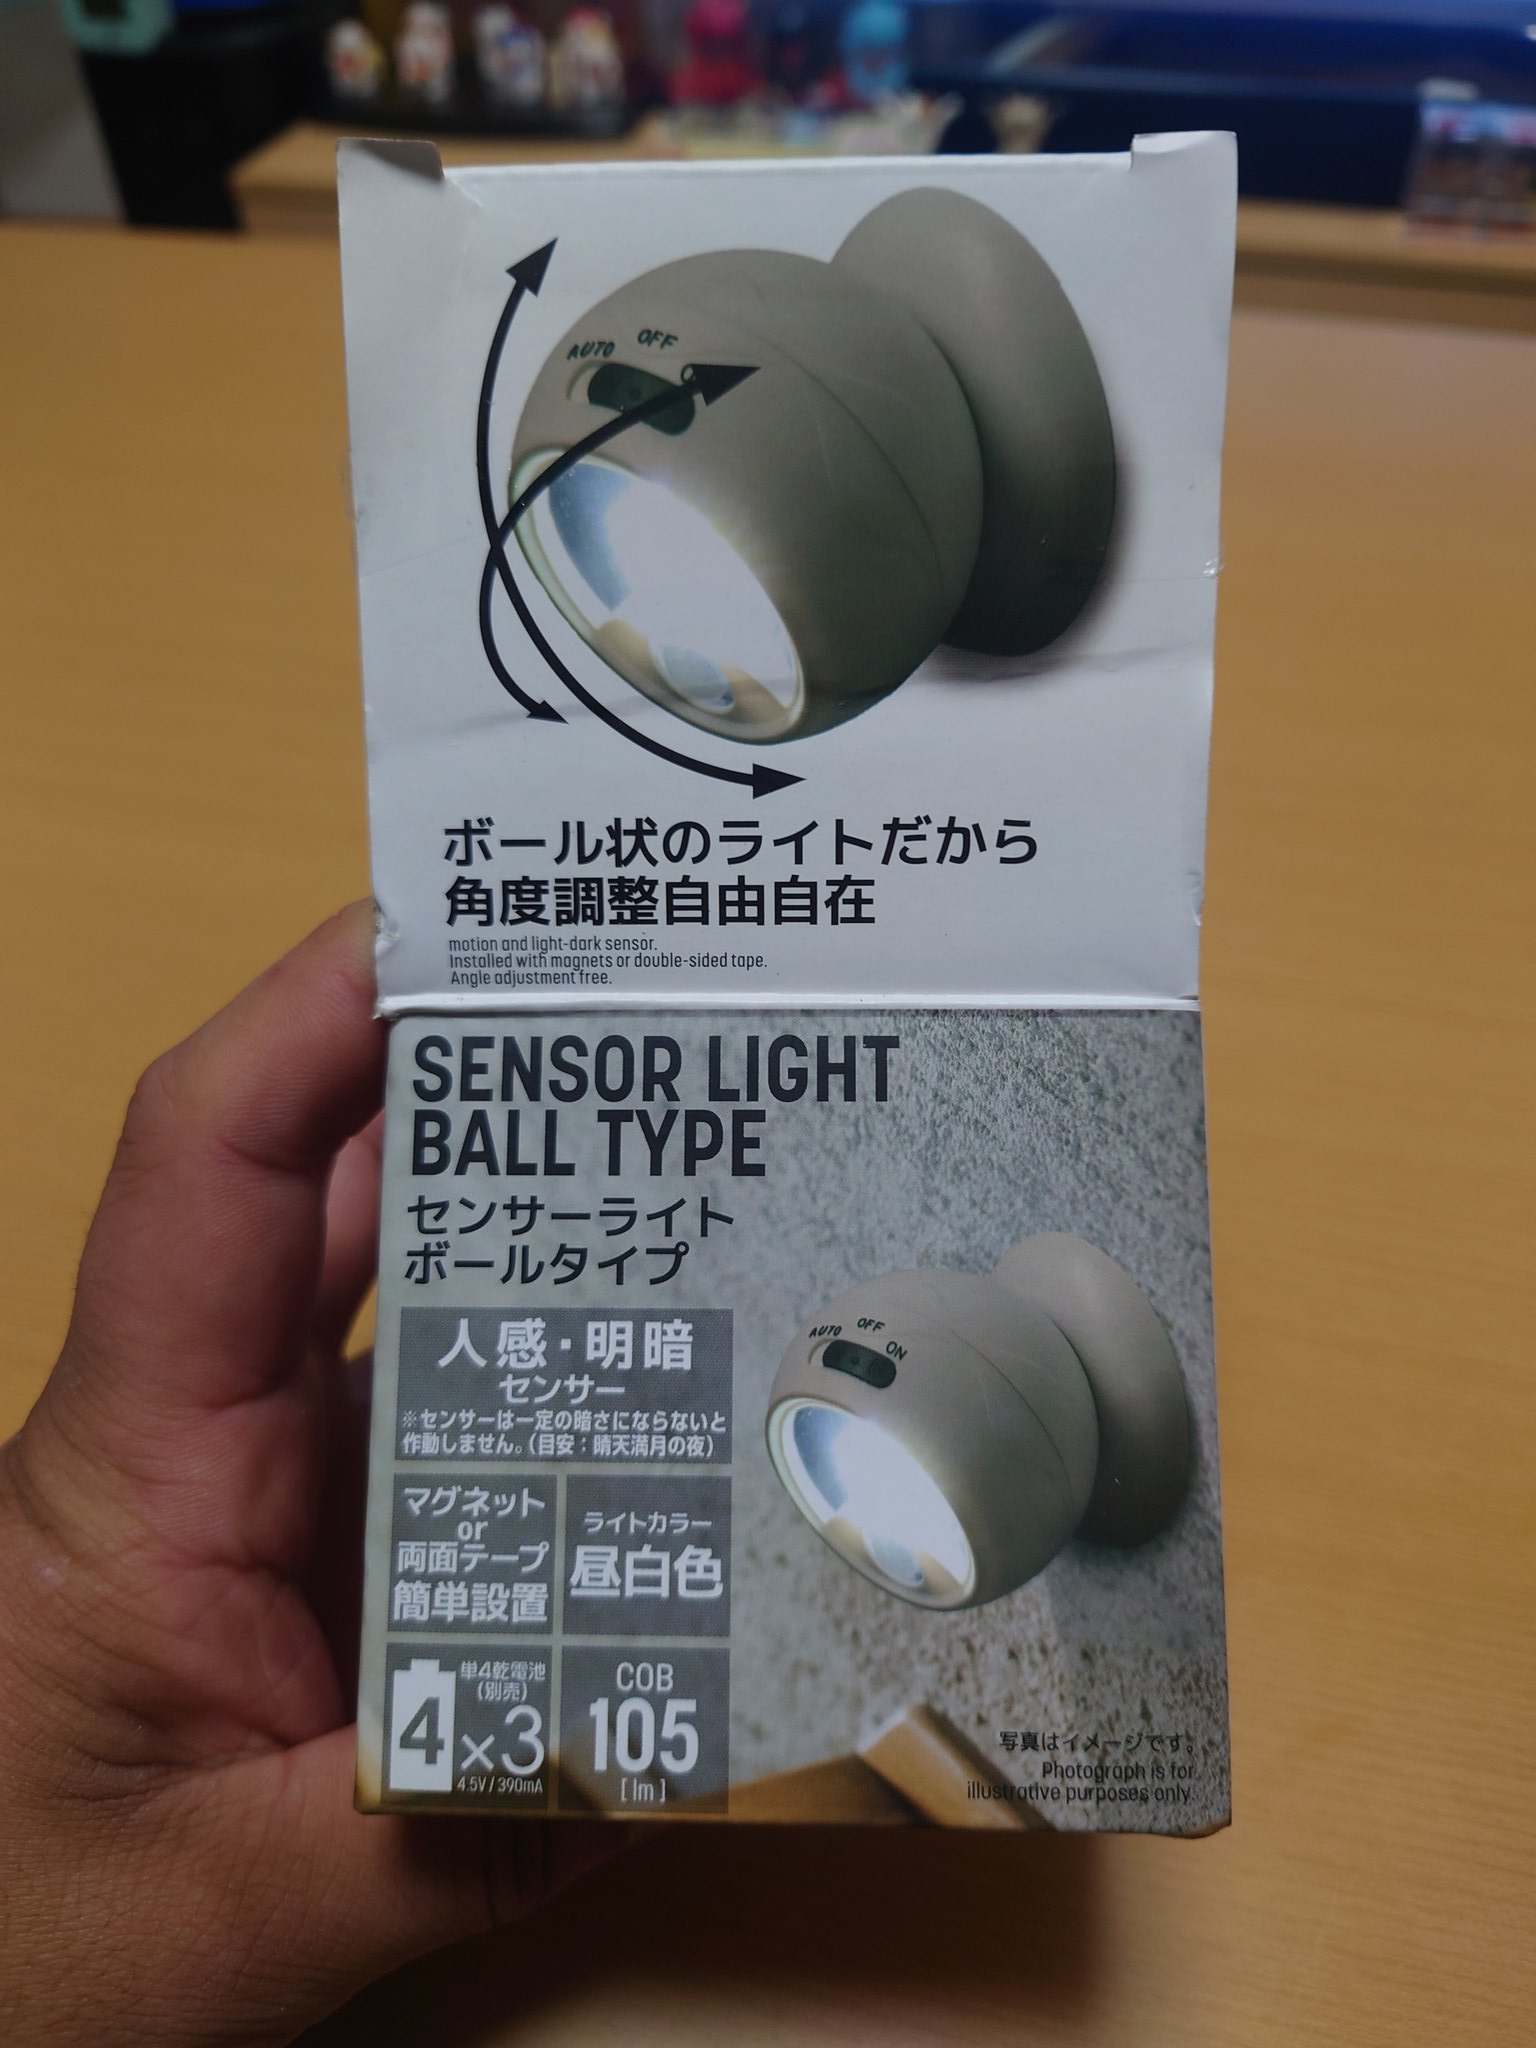 AUTO OFF
ボール状のライトだから
角度調整自由自在
motion and light-dark sensor.
Installed with magnets or double-sided tape.
Angle adjustment free.
SENSOR LIGHT
BALL TYPE
センサーライト
ボールタイプ
AUTO OFF ON
人感・明暗
センサー
※センサーは一定の暗さにならないと
作動しません。(目安:晴天満月の夜)
マグネット
or
両面テープ
簡単設置
ライトカラー
昼白色
単4乾電池
(別売)
4×3
4.5V / 390mA
COB
105
[lm]
写真はイメージです。
Photograph is for
illustrative purposes only.